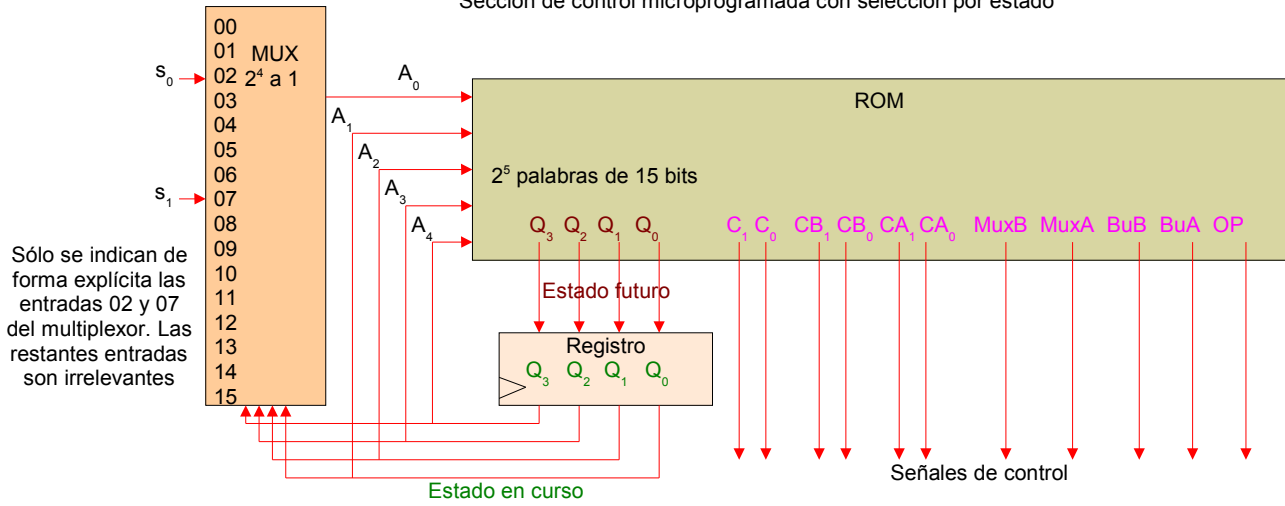 Sección de control microprogramada con selección por estado
00
01
02
03
04
05
06
07
08
09
10
11
12
13
14
15
MUX
2⁴ a 1
s₀
s₁
Sólo se indican de
forma explícita las
entradas 02 y 07
del multiplexor. Las
restantes entradas
son irrelevantes
A₀
A₁
A₂
A₃
A₄
ROM
2⁵ palabras de 15 bits
Q₃ Q₂ Q₁ Q₀ C₁ C₀ CB₁ CB₀ CA₁ CA₀ MuxB MuxA BuB BuA OP
Estado futuro
Registro
Q₃ Q₂ Q₁ Q₀
Señales de control
Estado en curso